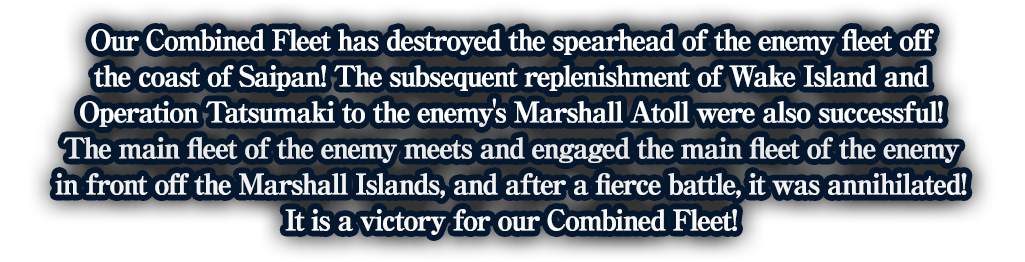 Our Combined Fleet has destroyed the spearhead of the enemy fleet off
the coast of Saipan! The subsequent replenishment of Wake Island and
Operation Tatsumaki to the enemy's Marshall Atoll were also successful!
The main fleet of the enemy meets and engaged the main fleet of the enemy
in front off the Marshall Islands, and after a fierce battle, it was annihilated!
It is a victory for our Combined Fleet!